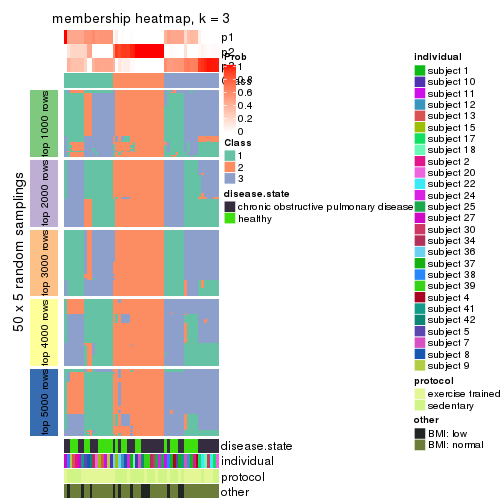 membership heatmap, k = 3
p1
p2
p3
Prob
0.8
0.6
0.4
0.2
0
Class
1
2
3
disease.state
chronic obstructive pulmonary disease
healthy
50 x 5 random samplings
top 1000 rows
top 2000 rows
top 3000 rows
top 4000 rows
top 5000 rows
disease.state
individual
protocol
other
individual
subject 1
subject 10
subject 11
subject 12
subject 13
subject 15
subject 17
subject 18
subject 2
subject 20
subject 22
subject 24
subject 25
subject 27
subject 30
subject 34
subject 36
subject 37
subject 38
subject 39
subject 4
subject 41
subject 42
subject 5
subject 7
subject 8
subject 9
protocol
exercise trained
sedentary
other
BMI: low
BMI: normal